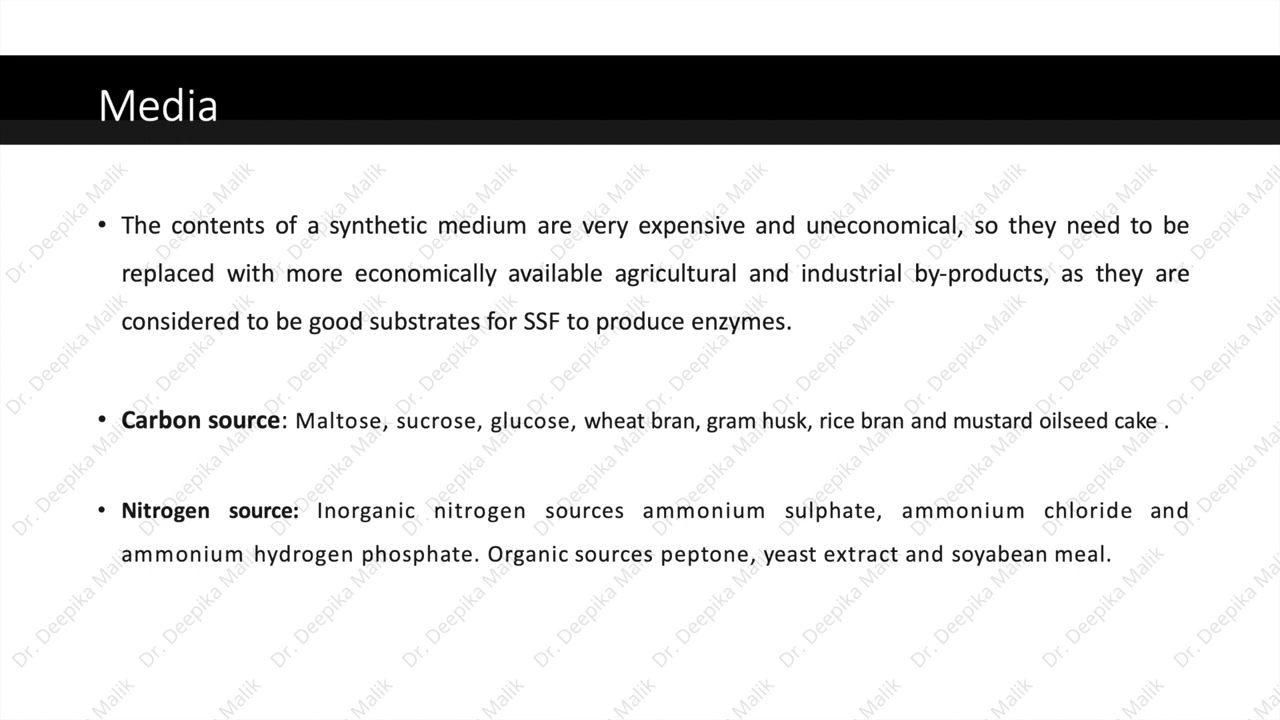 Media
• The contents of a synthetic medium are very expensive and uneconomical, so they need to be
replaced with more economically available agricultural and industrial by-products, as they are
considered to be good substrates for SSF to produce enzymes.
• Carbon source: Maltose, sucrose, glucose, wheat bran, gram husk, rice bran and mustard oilseed cake .
• Nitrogen source: Inorganic nitrogen sources ammonium sulphate, ammonium chloride and
ammonium hydrogen phosphate. Organic sources peptone, yeast extract and soyabean meal.
Dr. Deepika Malik